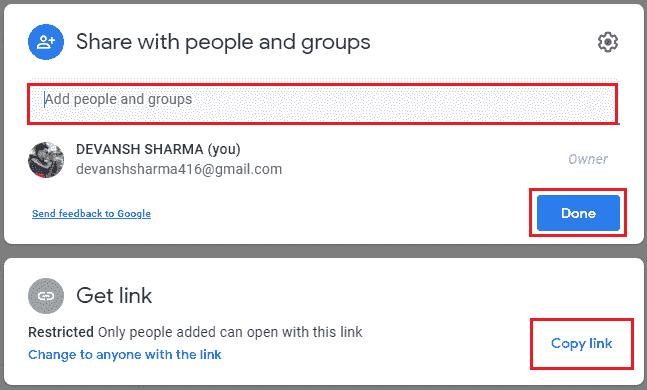 Share with people and groups
Add people and groups
DEVANSH SHARMA (you)
devanshsharma416@gmail.com
Owner
Send feedback to Google
Done
Get link
Restricted Only people added can open with this link
Change to anyone with the link
Copy link